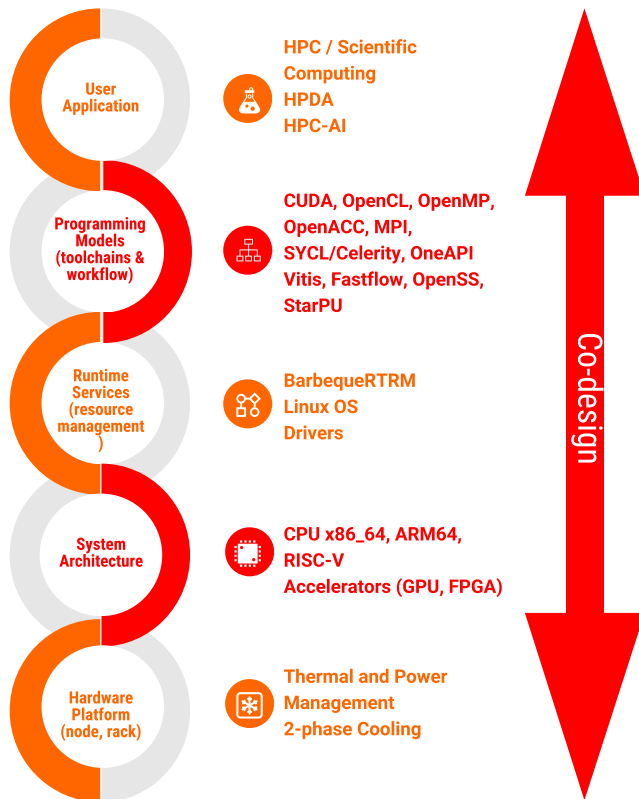 User
Application
HPC / Scientific
Computing
HPDA
HPC-AI
Programming
Models
(toolchains &
workflow)
CUDA, OpenCL, OpenMP,
OpenACC, MPI,
SYCL/Celerity, OneAPI
Vitis, Fastflow, OpenSS,
StarPU
Runtime
Services
(resource
management
)
BarbequeRTRM
Linux OS
Drivers
System
Architecture
CPU x86_64, ARM64,
RISC-V
Accelerators (GPU, FPGA)
Hardware
Platform
(node, rack)
Thermal and Power
Management
2-phase Cooling
Co-design